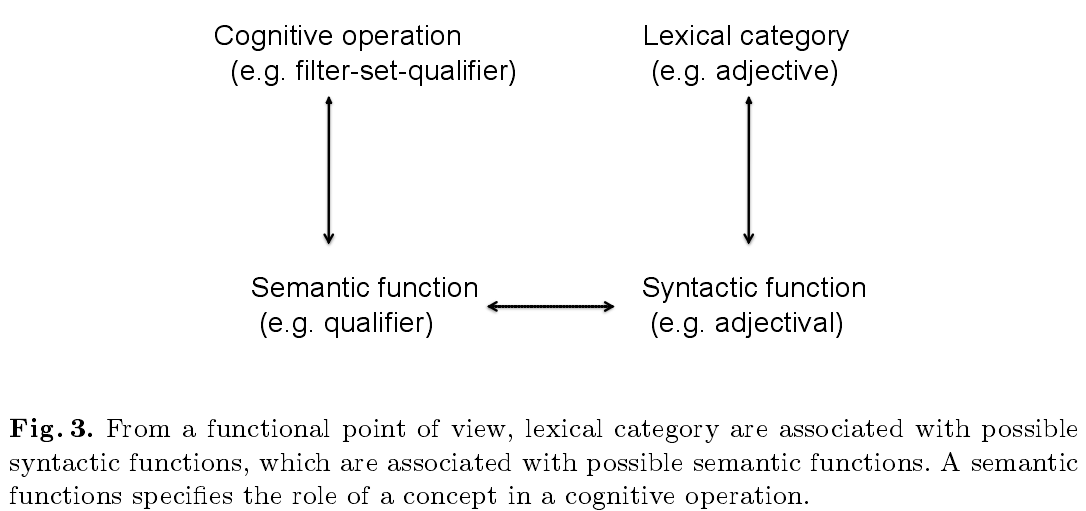 Cognitive operation
(e.g. filter-set-qualifier)
Lexical category
(e.g. adjective)
Semantic function
(e.g. qualifier)
Syntactic function
(e.g. adjectival)
Fig. 3. From a functional point of view, lexical category are associated with possible
syntactic functions, which are associated with possible semantic functions. A semantic
functions specifies the role of a concept in a cognitive operation.